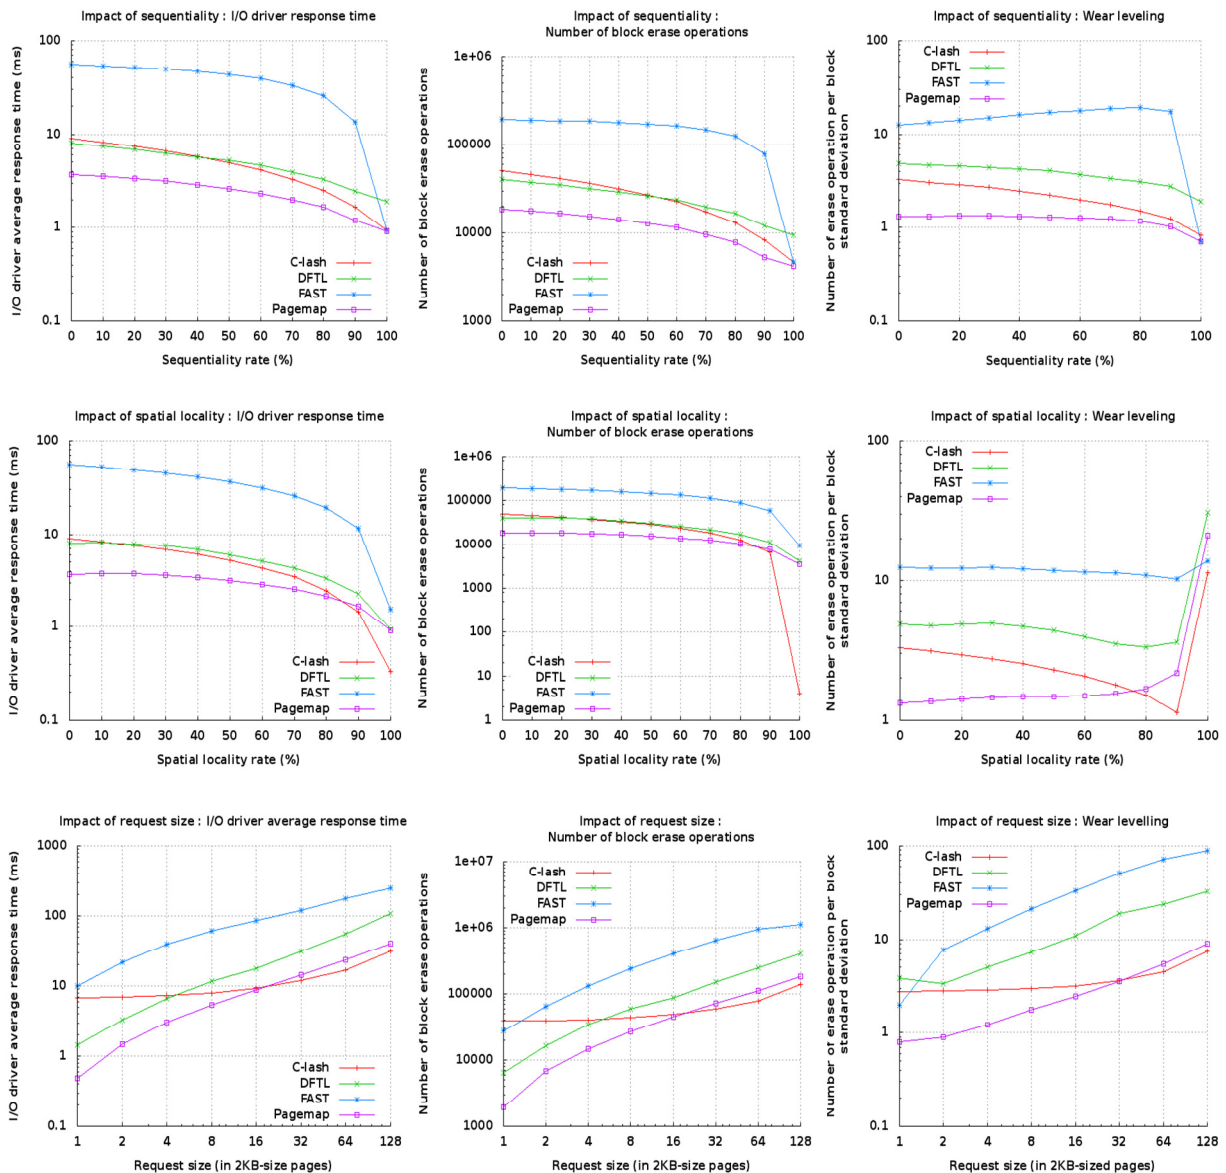 Impact of sequentiality : I/O driver response time
I/O driver average response time (ms)
100
10
1
0.1
C-lash
DFTL
FAST
Pagemap
0 10 20 30 40 50 60 70 80 90 100
Sequentiality rate (%)
Impact of sequentiality :
Number of block erase operations
Number of block erase operations
1e+06
100000
10000
1000
C-lash
DFTL
FAST
Pagemap
0 10 20 30 40 50 60 70 80 90 100
Sequentiality rate (%)
Impact of sequentiality : Wear leveling
Number of erase operation per block
standard deviation
100
10
1
0.1
C-lash
DFTL
FAST
Pagemap
0 20 40 60 80 100
Sequentiality rate (%)
Impact of spatial locality : I/O driver response time
I/O driver average response time (ms)
100
10
1
0.1
C-lash
DFTL
FAST
Pagemap
0 10 20 30 40 50 60 70 80 90 100
Spatial locality rate (%)
Impact of spatial locality :
Number of block erase operations
Number of block erase operations
1e+06
100000
10000
1000
100
10
5
1
C-lash
DFTL
FAST
Pagemap
0 10 20 30 40 50 60 70 80 90 100
Spatial locality rate (%)
Impact of spatial locality : Wear leveling
Number of erase operation per block
standard deviation
100
10
1
C-lash
DFTL
FAST
Pagemap
0 20 40 60 80 100
Spatial locality rate (%)
Impact of request size : I/O driver average response time
I/O driver average response time (ms)
1000
100
10
1
0.1
C-lash
DFTL
FAST
Pagemap
1 2 4 8 16 32 64 128
Request size (in 2KB-size pages)
Impact of request size :
Number of block erase operations
Number of block erase operations
1e+07
1e+06
100000
10000
1000
C-lash
DFTL
FAST
Pagemap
1 2 4 8 16 32 64 128
Request size (in 2KB-size pages)
Impact of request size : Wear levelling
Number of erase operation per block
standard deviation
100
10
1
0.1
C-lash
DFTL
FAST
Pagemap
1 2 4 8 16 32 64 128
Request size (in 2KB-sized pages)